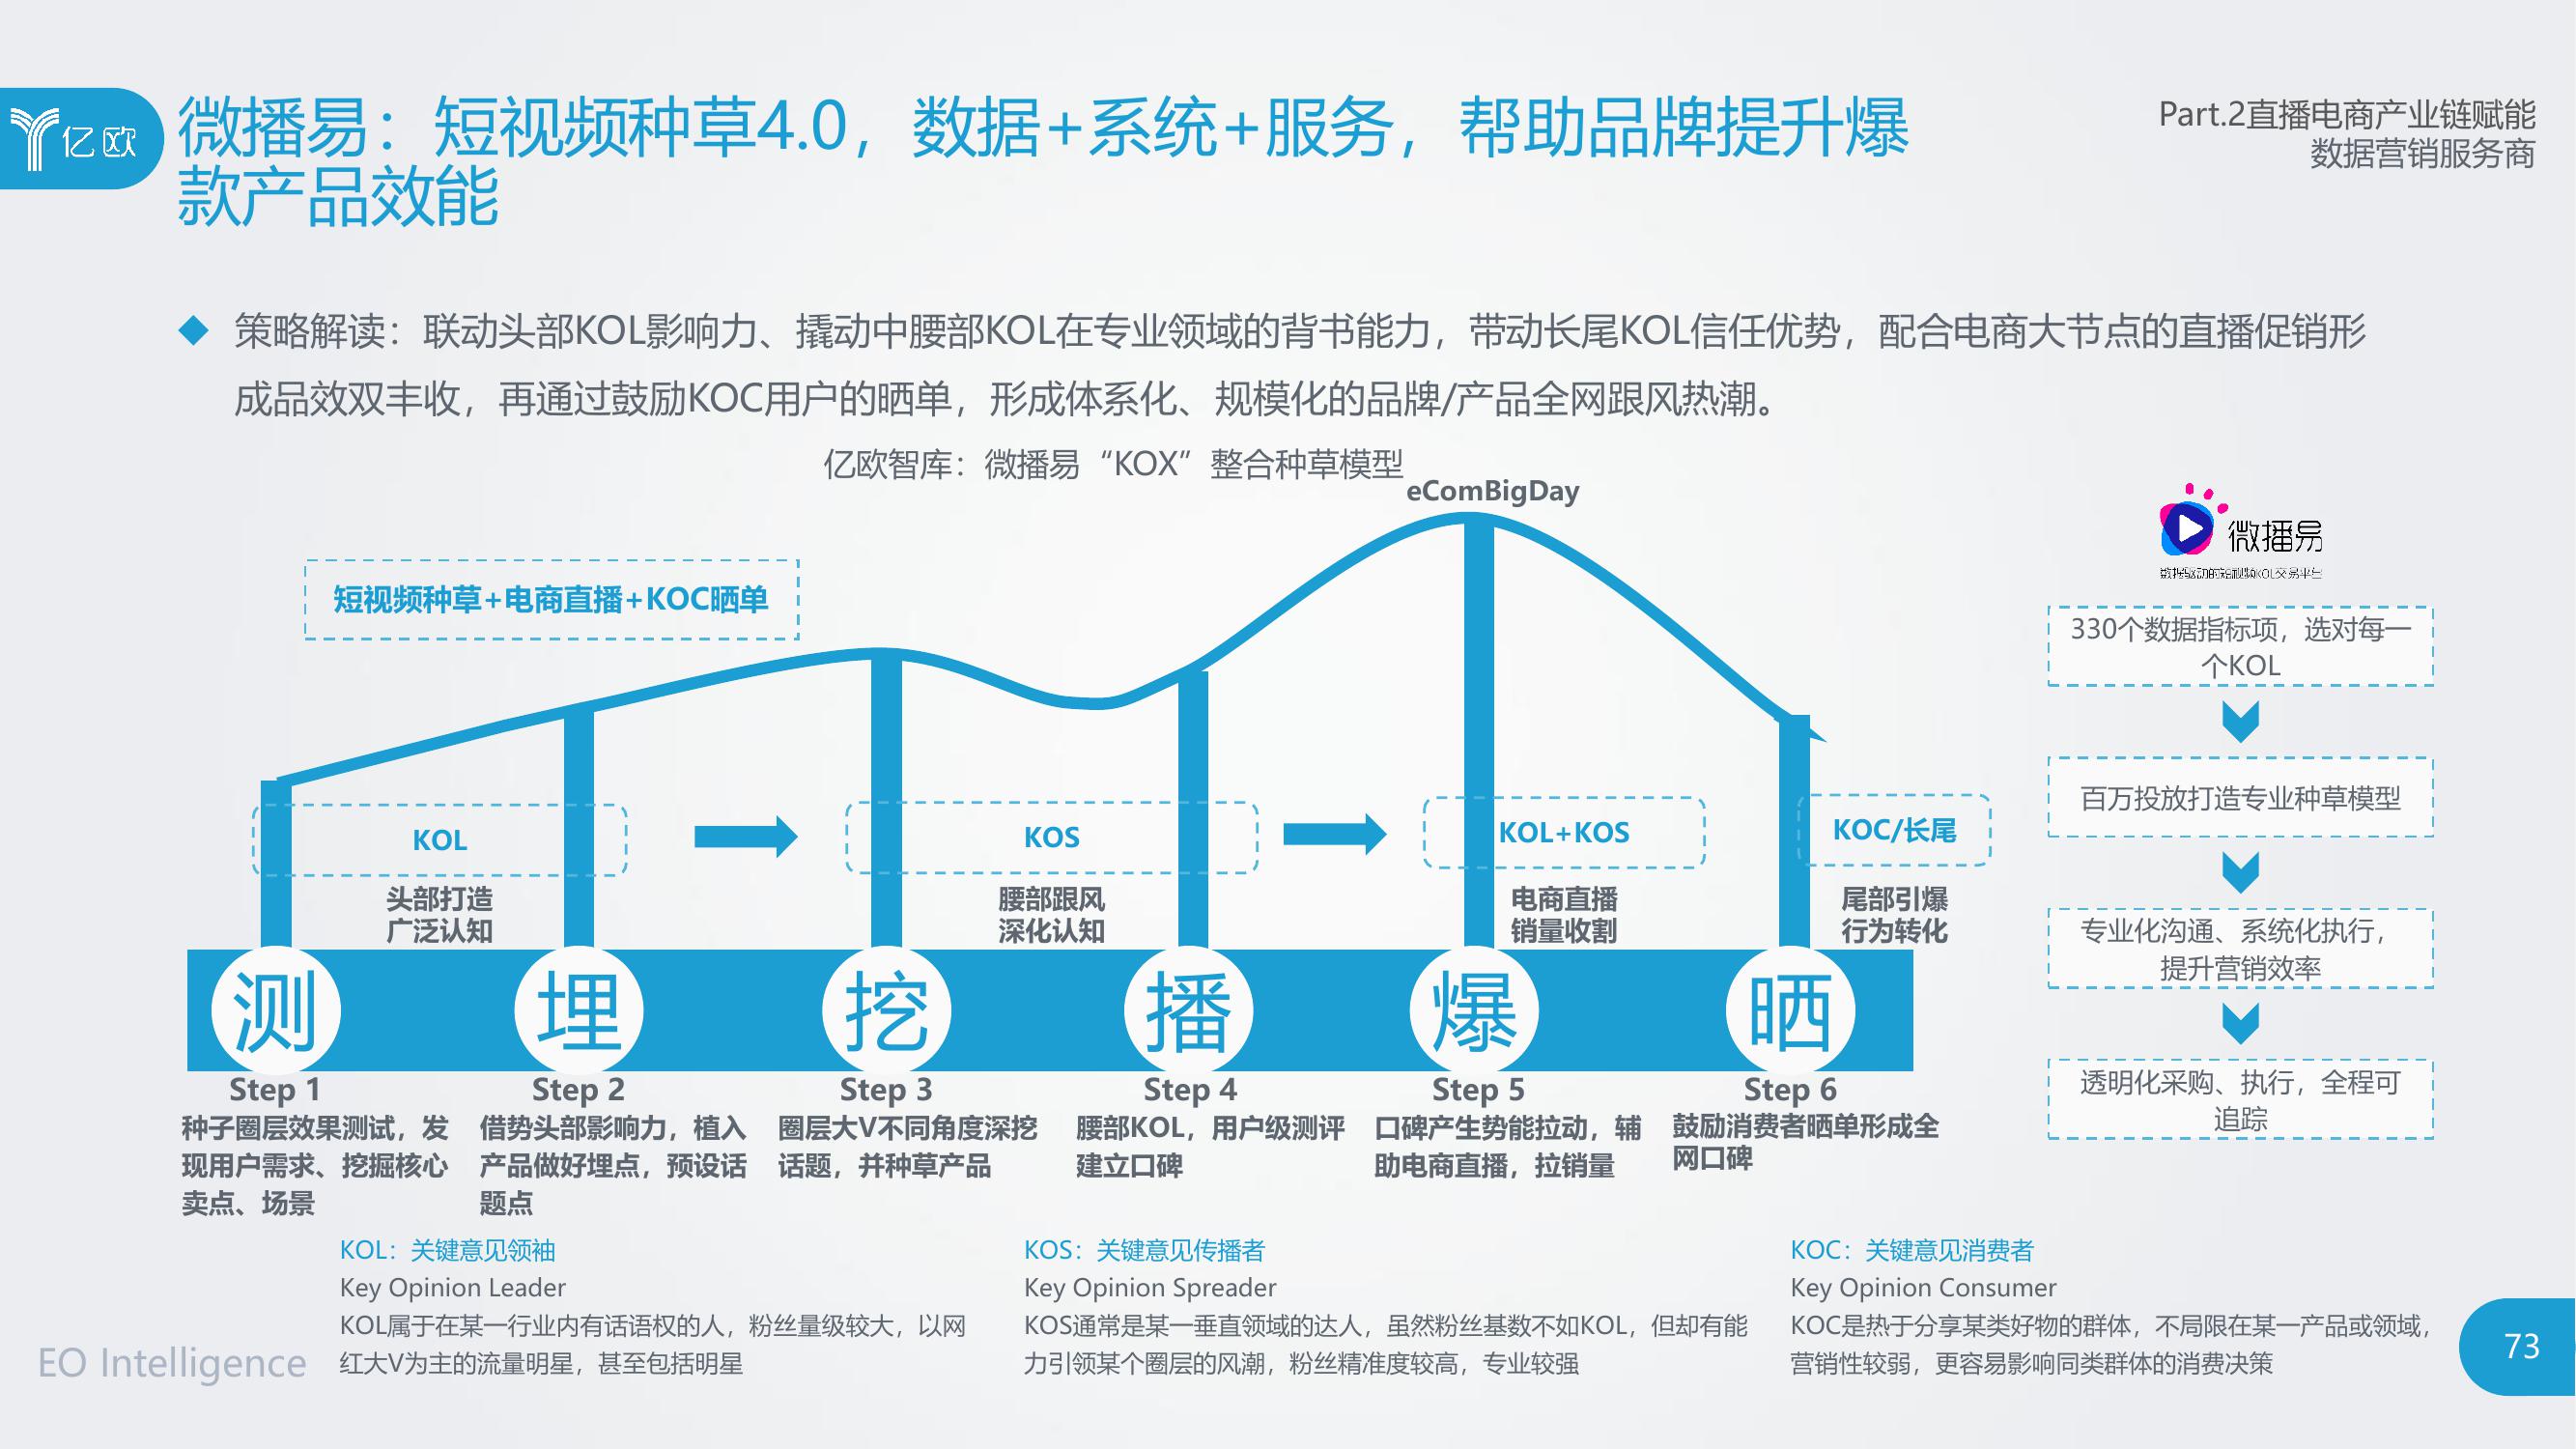 亿欧
微播易：短视频种草4.0，数据+系统+服务，帮助品牌提升爆
款产品效能
Part.2直播电商产业链赋能
数据营销服务商
策略解读：联动头部KOL影响力、撬动中腰部KOL在专业领域的背书能力，带动长尾KOL信任优势，配合电商大节点的直播促销形
成品效双丰收，再通过鼓励KOC用户的晒单，形成体系化、规模化的品牌/产品全网跟风热潮。
亿欧智库：微播易“KOX”整合种草模型
eComBigDay
短视频种草+电商直播+KOC晒单
KOL
头部打造
广泛认知
KOS
腰部跟风
深化认知
KOL+KOS
电商直播
销量收割
KOC/长尾
尾部引爆
行为转化
测
埋
挖
播
爆
晒
Step 1
种子圈层效果测试，发
现用户需求、挖掘核心
卖点、场景
Step 2
借势头部影响力，植入
产品做好埋点，预设话
题点
Step 3
圈层大V不同角度深挖
话题，并种草产品
Step 4
腰部KOL，用户级测评
建立口碑
Step 5
口碑产生势能拉动，辅
助电商直播，拉销量
Step 6
鼓励消费者晒单形成全
网口碑
微播易
数据驱动的短视频KOL交易平台
330个数据指标项，选对每一
个KOL
百万投放打造专业种草模型
专业化沟通、系统化执行，
提升营销效率
透明化采购、执行，全程可
追踪
KOL：关键意见领袖
Key Opinion Leader
KOL属于在某一行业内有话语权的人，粉丝量级较大，以网
红大V为主的流量明星，甚至包括明星
KOS：关键意见传播者
Key Opinion Spreader
KOS通常是某一垂直领域的达人，虽然粉丝基数不如KOL，但却有能
力引领某个圈层的风潮，粉丝精准度较高，专业较强
KOC：关键意见消费者
Key Opinion Consumer
KOC是热于分享某类好物的群体，不局限在某一产品或领域，
营销性较弱，更容易影响同类群体的消费决策
EO Intelligence
73